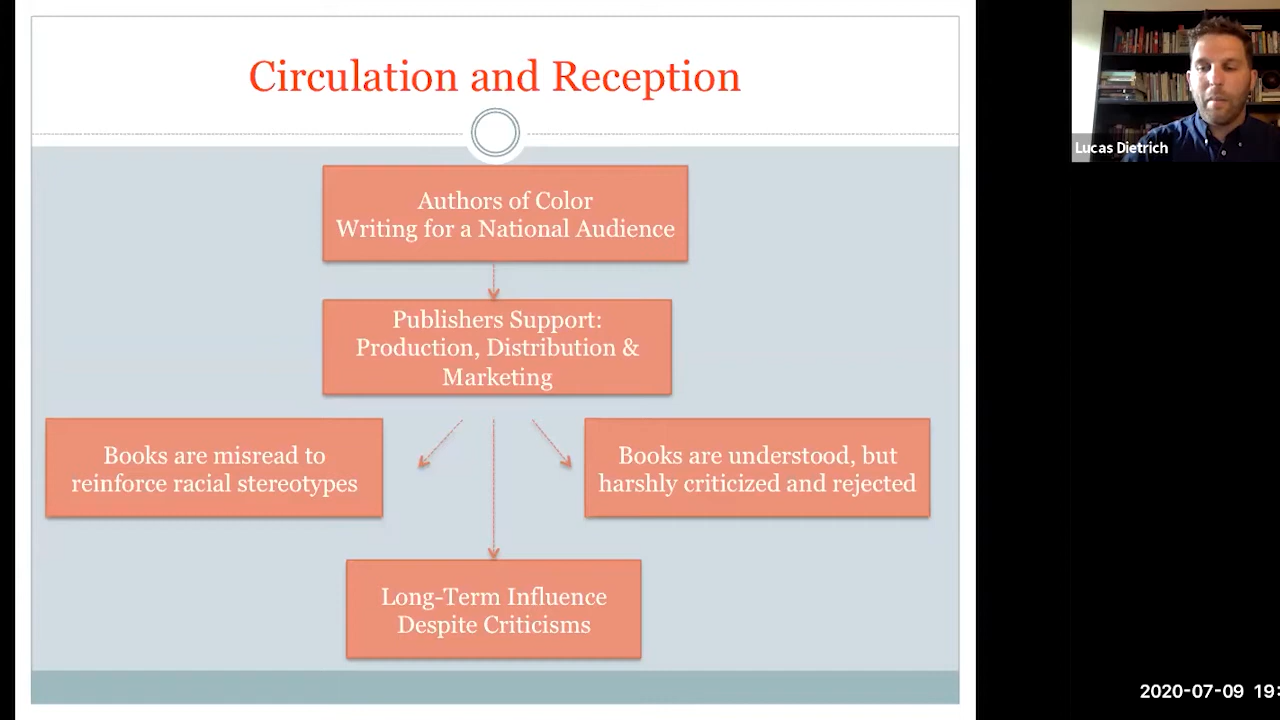 Circulation and Reception
Lucas Dietrich
Authors of Color
Writing for a National Audience
Publishers Support:
Production, Distribution &
Marketing
Books are misread to
reinforce racial stereotypes
Books are understood, but
harshly criticized and rejected
Long-Term Influence
Despite Criticisms
2020-07-09 19: